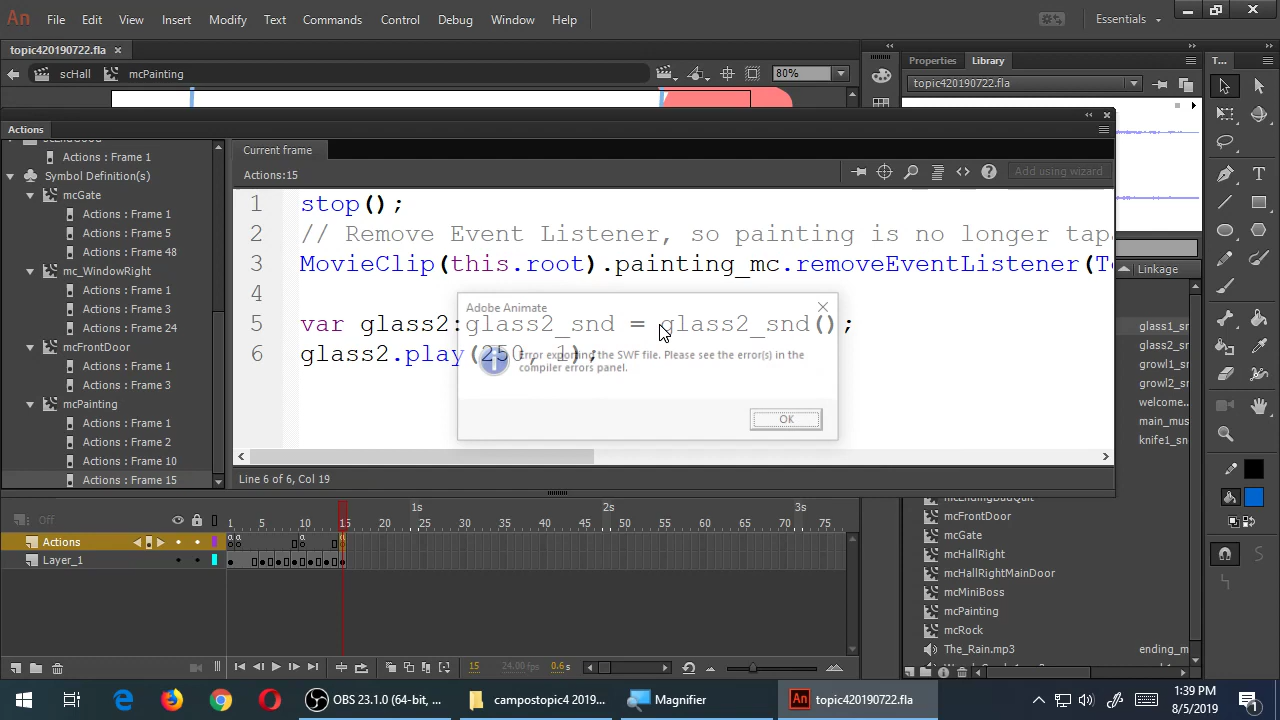 An File Edit View Insert Modify Text Commands Control Debug Window Help Essentials
topic420190722.fla ×
scHall mcPainting 80%
Properties Library T...
topic420190722.fla
Actions
Current frame
Actions : Frame 1
Actions:15 Add using wizard
Symbol Definition(s)
mcGate
Actions : Frame 1
Actions : Frame 5
Actions : Frame 48
mc_WindowRight
Actions : Frame 1
Actions : Frame 3
Actions : Frame 24
mcFrontDoor
Actions : Frame 1
Actions : Frame 3
mcPainting
Actions : Frame 1
Actions : Frame 2
Actions : Frame 10
Actions : Frame 15
1 stop();
2 // Remove Event Listener, so painting is no longer
3 MovieClip(this.root).painting_mc.removeEventListener(
4
5 var glass2:glass2_snd = glass2_snd();
6 glass2.play(250, 1);
Line 6 of 6, Col 19
Adobe Animate
Error exporting the SWF file. Please see the error(s) in the
compiler errors panel.
OK
Linkage
glass1_sn
glass2_sn
growl1_sn
growl2_sn
welcome...
main_mus
knife1_sn
mcFrontDoor
mcGate
mcHallRight
mcHallRightMainDoor
mcMiniBoss
mcPainting
mcRock
The_Rain.mp3 ending_m
Off
1 5 10 15 20 25 30 35 40 45 50 55 60 65 70 75
1s 2s 3s
Actions
Layer_1
15 24.00 fps 0.6s
OBS 23.1.0 (64-bit, ... campostopic4 2019... Magnifier An topic420190722.fla
1:39 PM
8/5/2019
1